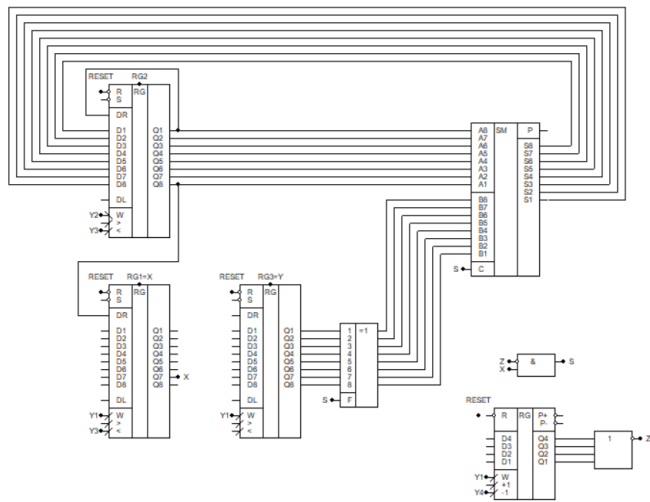 RESET RG2
R RG
S
DR
D1 Q1
D2 Q2
D3 Q3
D4 Q4
D5 Q5
D6 Q6
D7 Q7
D8 Q8
DL
Y2 W
>
Y3 <
A8 SM P
A7
A6 S8
A5 S7
A4 S6
A3 S5
A2 S4
A1 S3
S2
S1
B8
B7
B6
B5
B4
B3
B2
B1
S C
RESET RG1=X
R RG
S
DR
D1 Q1
D2 Q2
D3 Q3
D4 Q4
D5 Q5
D6 Q6
D7 Q7 X
D8 Q8
DL
Y1 W
>
Y3 <
RESET RG3=Y
R RG
S
DR
D1 Q1
D2 Q2
D3 Q3
D4 Q4
D5 Q5
D6 Q6
D7 Q7
D8 Q8
DL
Y1 W
>
<
1 =1
2
3
4
5
6
7
8
S F
Z & S
X
RESET
R RG P+
P-
D4 Q4
D3 Q3
D2 Q2
D1 Q1
Y1 W
+1
Y4 -1
1 Z